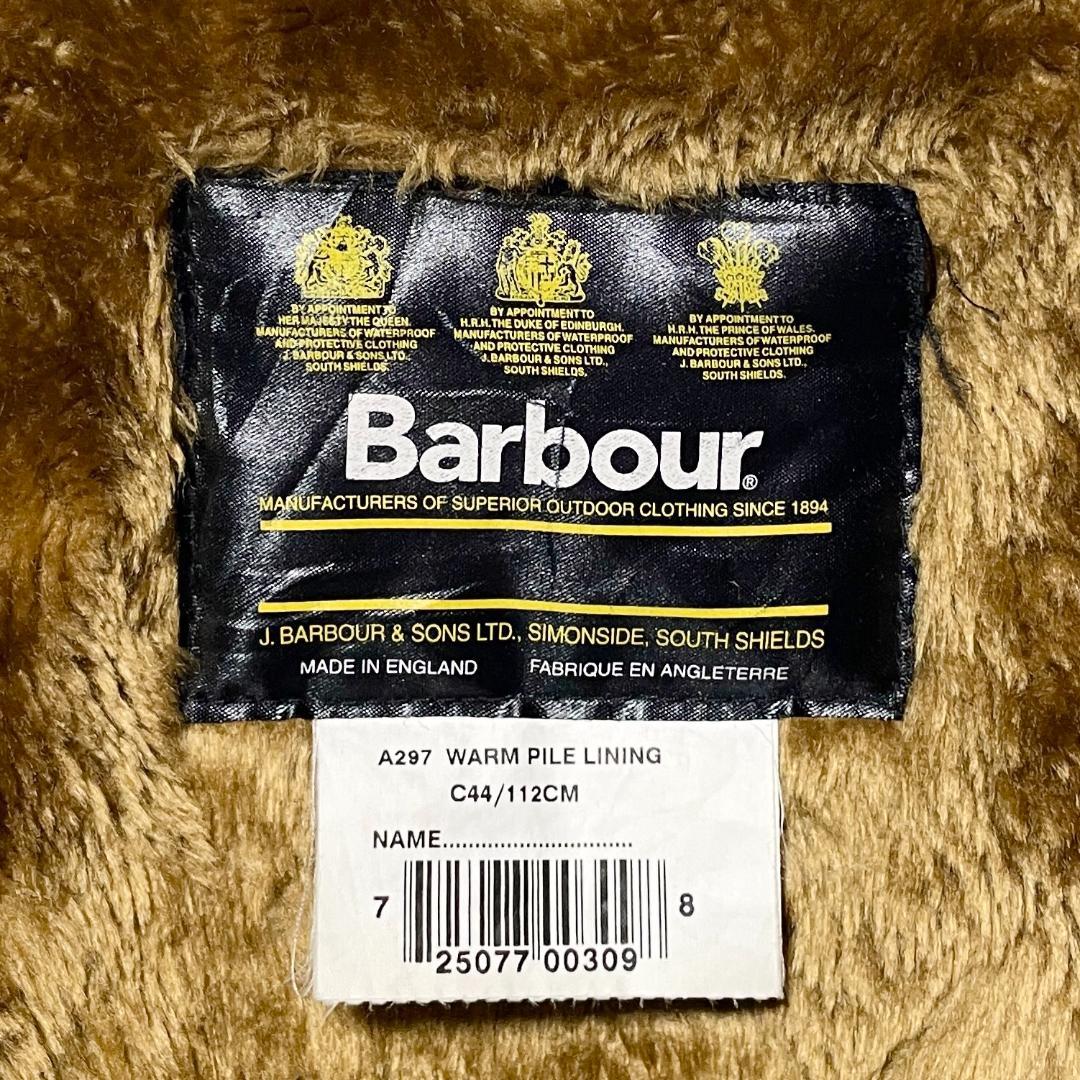 BY APPOINTMENT TO
HER MAJESTY THE QUEEN.
MANUFACTURERS OF WATERPROOF
AND PROTECTIVE CLOTHING
J. BARBOUR & SONS LTD.,
SOUTH SHIELDS.
BY APPOINTMENT TO
H.R.H. THE DUKE OF EDINBURGH.
MANUFACTURERS OF WATERPROOF
AND PROTECTIVE CLOTHING
J. BARBOUR & SONS LTD.,
SOUTH SHIELDS.
BY APPOINTMENT TO
H.R.H. THE PRINCE OF WALES.
MANUFACTURERS OF WATERPROOF
AND PROTECTIVE CLOTHING
J. BARBOUR & SONS LTD.,
SOUTH SHIELDS.
Barbour®
MANUFACTURERS OF SUPERIOR OUTDOOR CLOTHING SINCE 1894
J. BARBOUR & SONS LTD., SIMONSIDE, SOUTH SHIELDS
MADE IN ENGLAND FABRIQUE EN ANGLETERRE
A297 WARM PILE LINING
C44/112CM
NAME..............................
7 25077 00309 8